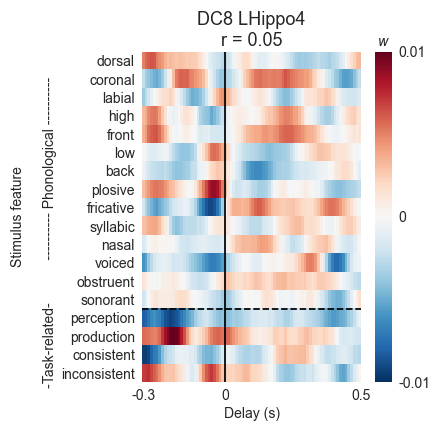 DC8 LHippo4
r = 0.05
w
dorsal
coronal
labial
high
front
low
back
plosive
fricative
syllabic
nasal
voiced
obstruent
sonorant
perception
production
consistent
inconsistent
Stimulus feature
-Task-related- ---------- Phonological ----------
0.01
0
-0.01
-0.3 0 0.5
Delay (s)